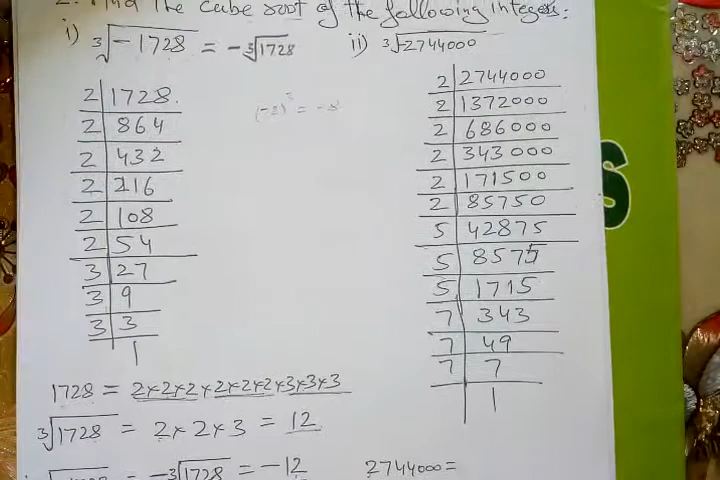 2. Find the cube root of the following integers:
i) ∛-1728 = -∛1728
ii) ∛-2744000
2 | 1728
2 | 864
2 | 432
2 | 216
2 | 108
2 | 54
3 | 27
3 | 9
3 | 3
1
1728 = 2×2×2×2×2×2×3×3×3
∛1728 = 2×2×3 = 12
= -∛1728 = -12
2 | 2744000
2 | 1372000
2 | 686000
2 | 343000
2 | 171500
2 | 85750
5 | 42875
5 | 8575
5 | 1715
7 | 343
7 | 49
7 | 7
1
2744000 =
S